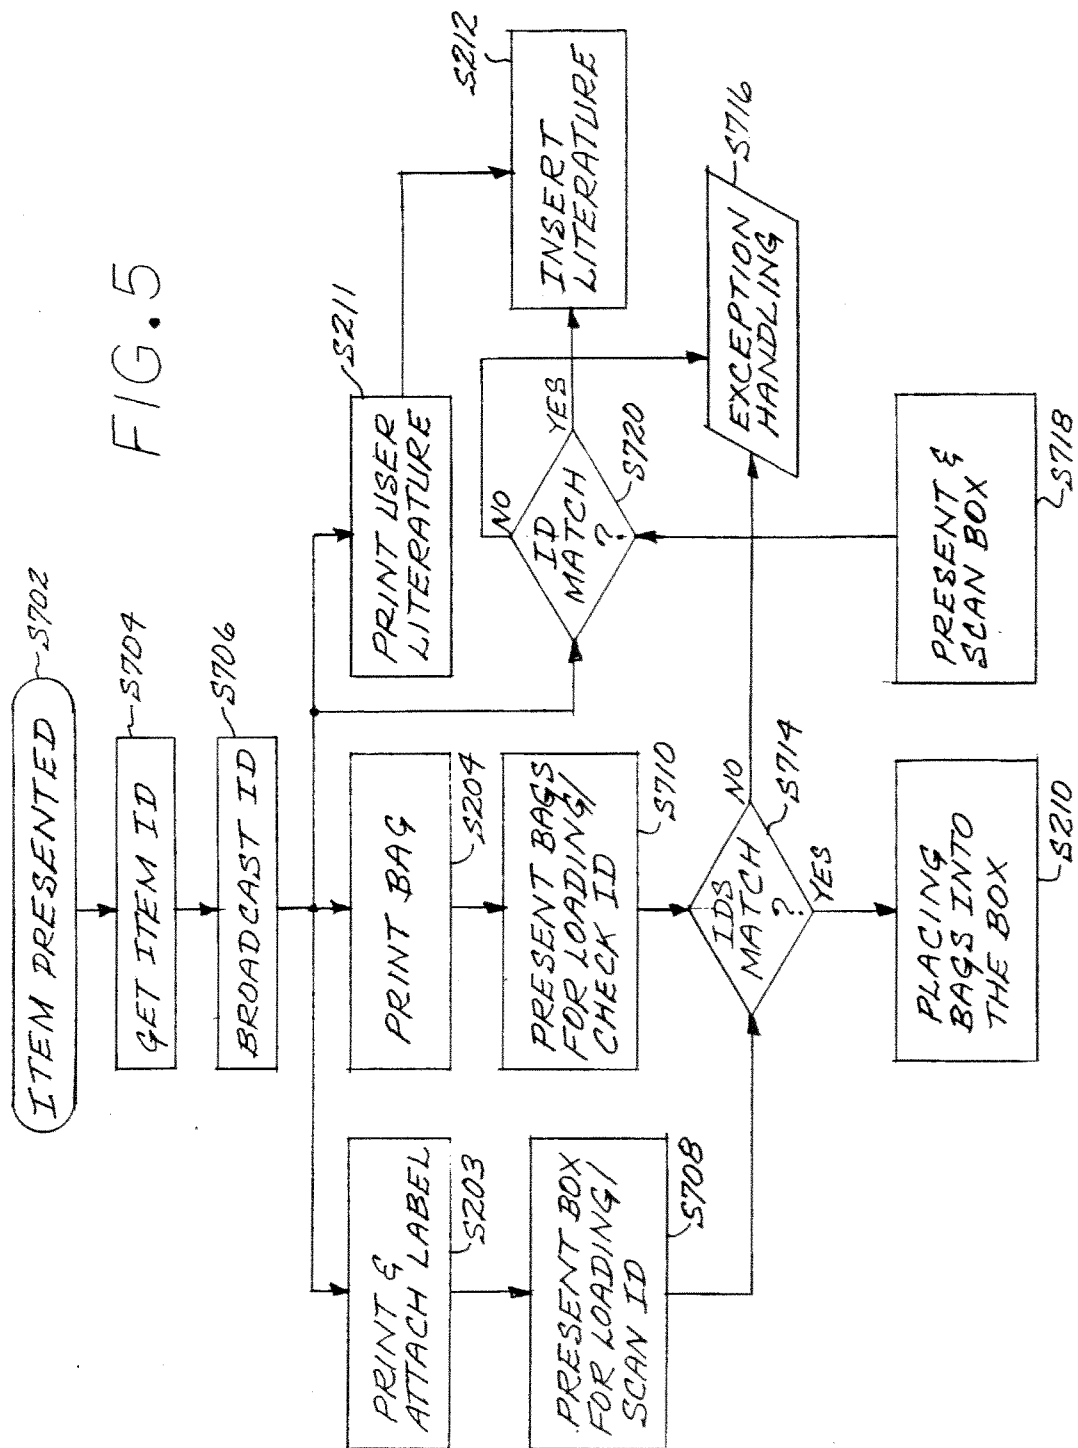 FIG. 5
ITEM PRESENTED
S702
GET ITEM ID
S704
BROADCAST ID
S706
PRINT &
ATTACH LABEL
S203
PRINT BAG
S204
PRINT USER
LITERATURE
S211
PRESENT BOX
FOR LOADING/
SCAN ID
S708
PRESENT BAGS
FOR LOADING/
CHECK ID
S710
ID
MATCH
?
NO
YES
S720
INSERT
LITERATURE
S212
IDS
MATCH
?
NO
YES
S714
EXCEPTION
HANDLING
S716
PLACING
BAGS INTO
THE BOX
S210
PRESENT &
SCAN BOX
S718